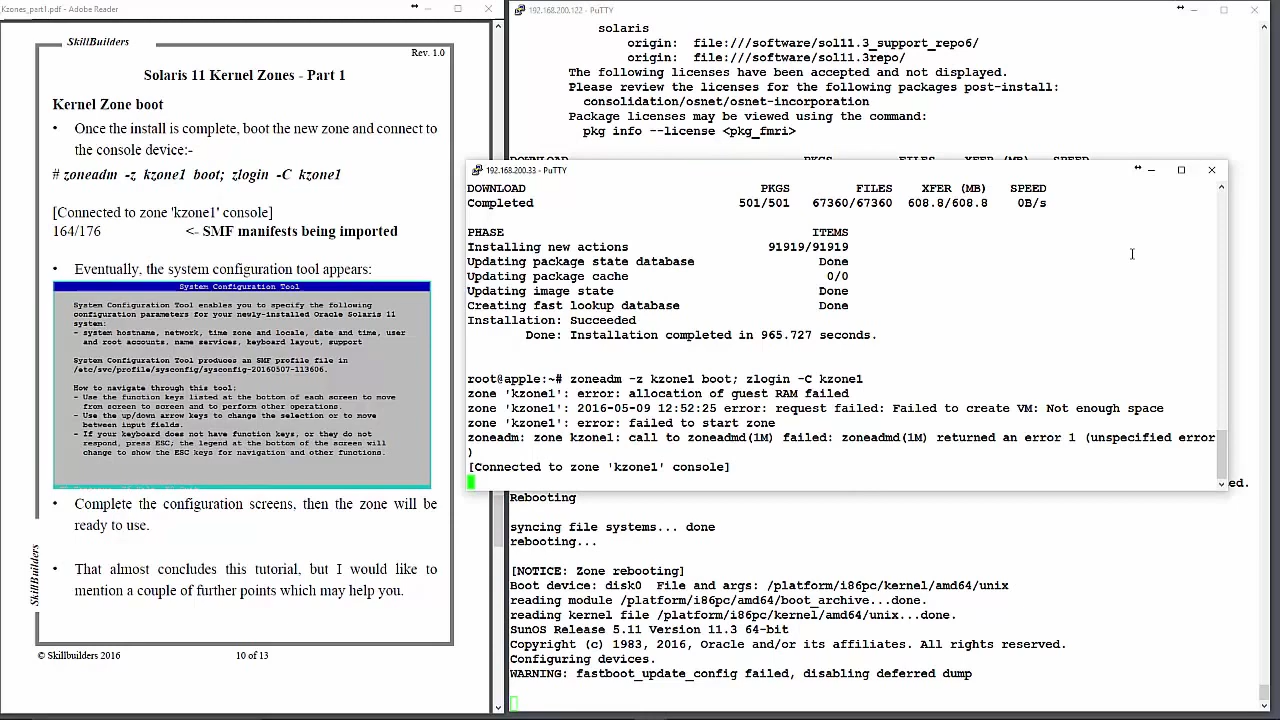 Kzones_part1.pdf - Adobe Reader
SkillBuilders
Rev. 1.0
Solaris 11 Kernel Zones - Part 1
Kernel Zone boot
• Once the install is complete, boot the new zone and connect to
the console device:-
# zoneadm -z kzone1 boot; zlogin -C kzone1
[Connected to zone 'kzone1' console]
164/176 <- SMF manifests being imported
• Eventually, the system configuration tool appears:
System Configuration Tool
System Configuration Tool enables you to specify the following
configuration parameters for your newly-installed Oracle Solaris 11
system:
- system hostname, network, time zone and locale, date and time, user
and root accounts, name services, keyboard layout, support
System Configuration Tool produces an SMF profile file in
/etc/svc/profile/sysconfig/sysconfig-20160507-113606.
How to navigate through this tool:
- Use the function keys listed at the bottom of each screen to move
from screen to screen and to perform other operations.
- Use the up/down arrow keys to change the selection or to move
between input fields.
- If your keyboard does not have function keys, or they do not
respond, press ESC; the legend at the bottom of the screen will
change to show the ESC keys for navigation and other functions.
• Complete the configuration screens, then the zone will be
ready to use.
• That almost concludes this tutorial, but I would like to
mention a couple of further points which may help you.
SkillBuilders
© Skillbuilders 2016
10 of 13
192.168.200.122 - PuTTY
solaris
origin: file:///software/sol11.3_support_repo6/
origin: file:///software/sol11.3repo/
The following licenses have been accepted and not displayed.
Please review the licenses for the following packages post-install:
consolidation/osnet/osnet-incorporation
Package licenses may be viewed using the command:
pkg info --license <pkg_fmri>
DOWNLOAD PKGS FILES XFER (MB) SPEED
192.168.200.33 - PuTTY
DOWNLOAD PKGS FILES XFER (MB) SPEED
Completed 501/501 67360/67360 608.8/608.8 0B/s
PHASE ITEMS
Installing new actions 91919/91919
Updating package state database Done
Updating package cache 0/0
Updating image state Done
Creating fast lookup database Done
Installation: Succeeded
Done: Installation completed in 965.727 seconds.
root@apple:~# zoneadm -z kzone1 boot; zlogin -C kzone1
zone 'kzone1': error: allocation of guest RAM failed
zone 'kzone1': 2016-05-09 12:52:25 error: request failed: Failed to create VM: Not enough space
zone 'kzone1': error: failed to start zone
zoneadm: zone kzone1: call to zoneadmd(1M) failed: zoneadmd(1M) returned an error 1 (unspecified error
)
[Connected to zone 'kzone1' console]
ed.
Rebooting
syncing file systems... done
rebooting...
[NOTICE: Zone rebooting]
Boot device: disk0 File and args: /platform/i86pc/kernel/amd64/unix
reading module /platform/i86pc/amd64/boot_archive...done.
reading kernel file /platform/i86pc/kernel/amd64/unix...done.
SunOS Release 5.11 Version 11.3 64-bit
Copyright (c) 1983, 2016, Oracle and/or its affiliates. All rights reserved.
Configuring devices.
WARNING: fastboot_update_config failed, disabling deferred dump